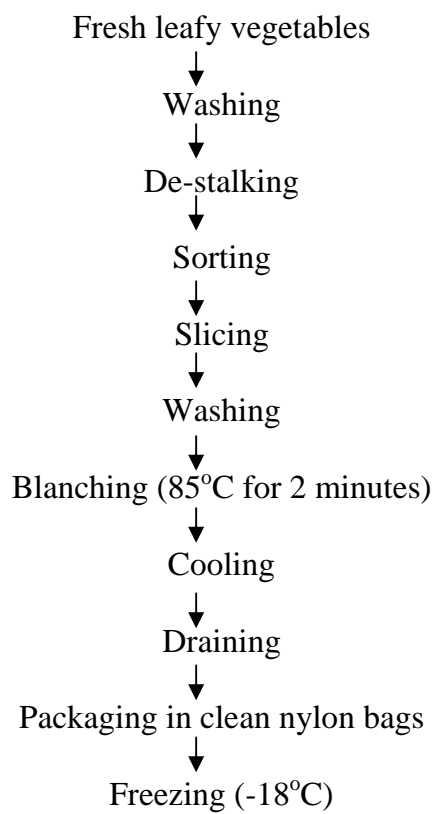 Fresh leafy vegetables
Washing
De-stalking
Sorting
Slicing
Washing
Blanching (85°C for 2 minutes)
Cooling
Draining
Packaging in clean nylon bags
Freezing (-18°C)